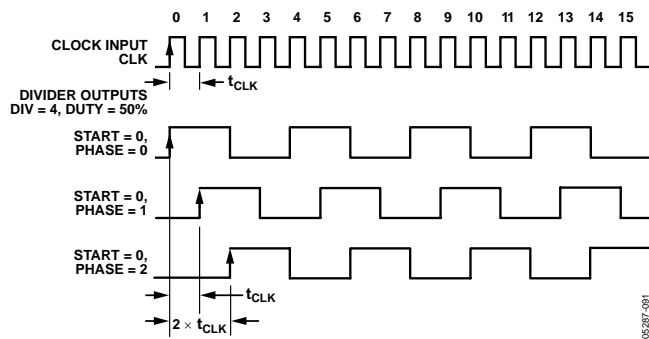 0 1 2 3 4 5 6 7 8 9 10 11 12 13 14 15
CLOCK INPUT
CLK
tCLK
DIVIDER OUTPUTS
DIV = 4, DUTY = 50%
START = 0,
PHASE = 0
START = 0,
PHASE = 1
START = 0,
PHASE = 2
tCLK
2 × tCLK
05287-091